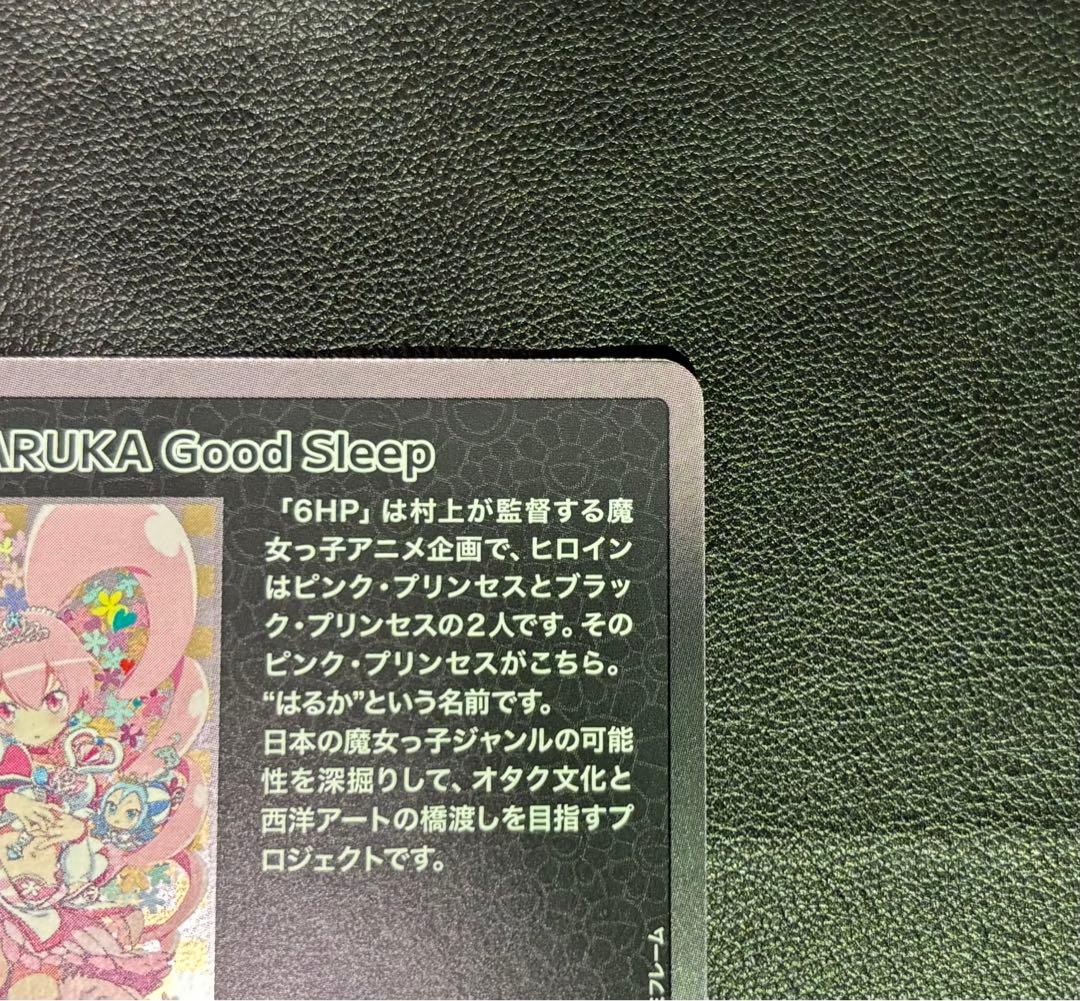 ARUKA Good Sleep
「6HP」は村上が監督する魔
女っ子アニメ企画で、ヒロイン
はピンク・プリンセスとブラッ
ク・プリンセスの2人です。その
ピンク・プリンセスがこちら。
“はるか”という名前です。
日本の魔女っ子ジャンルの可能
性を深掘りして、オタク文化と
西洋アートの橋渡しを目指すプ
ロジェクトです。
フレーム